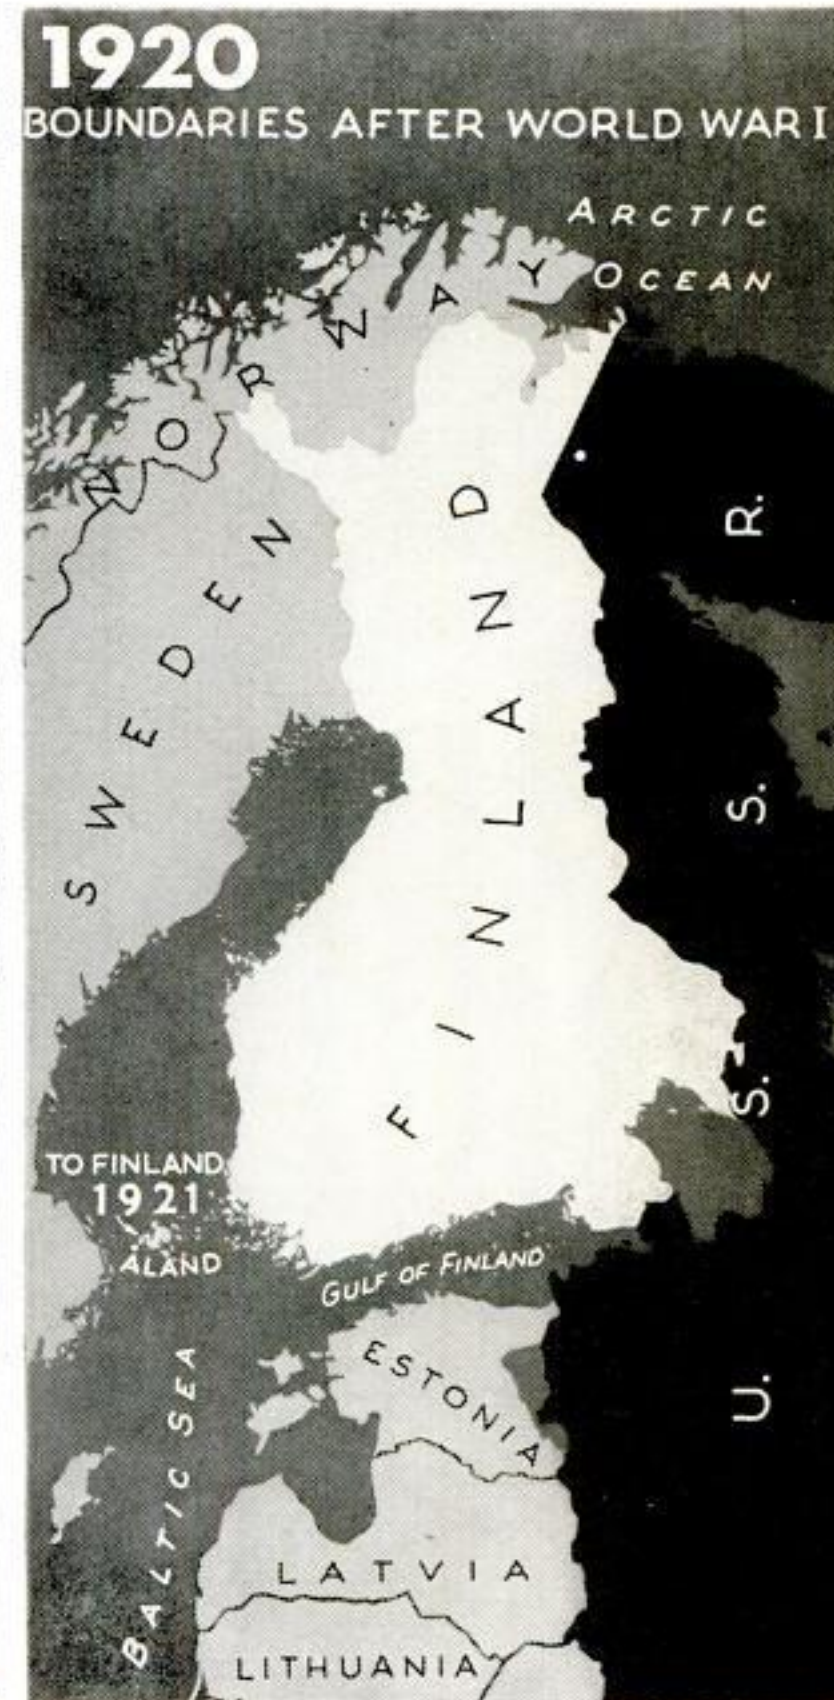 1920
BOUNDARIES AFTER WORLD WAR I
ARCTIC
OCEAN
NORWAY
SWEDEN
FINLAND
U. S. S. R.
TO FINLAND
1921
ALAND
GULF OF FINLAND
ESTONIA
BALTIC SEA
LATVIA
LITHUANIA